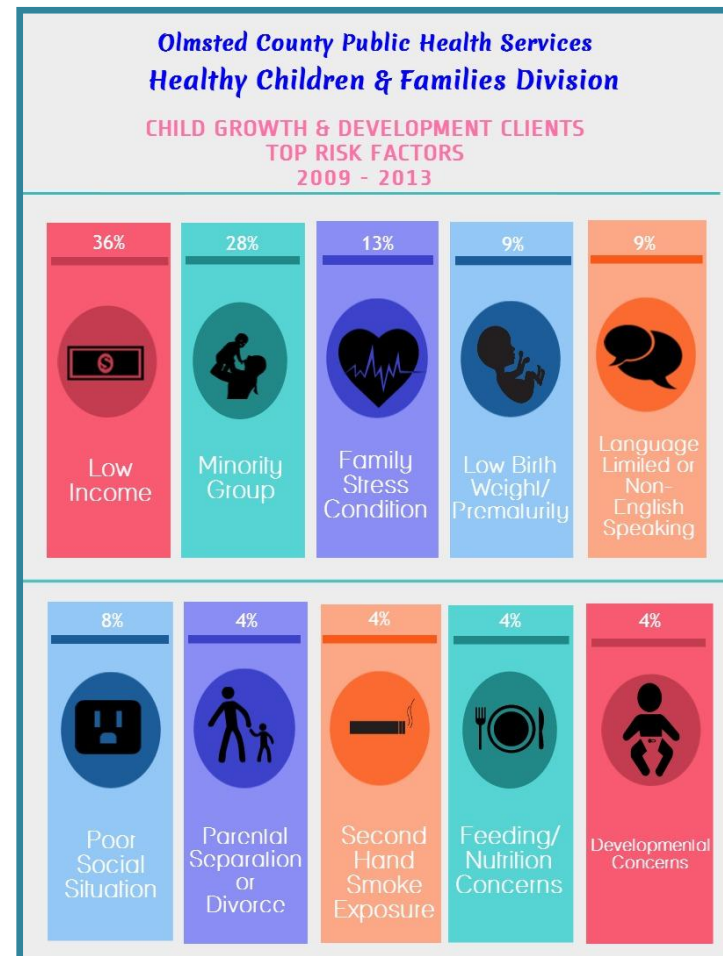 Olmsted County Public Health Services
Healthy Children & Families Division
CHILD GROWTH & DEVELOPMENT CLIENTS
TOP RISK FACTORS
2009 - 2013
36%
Low
Income
28%
Minority
Group
13%
Family
Stress
Condition
9%
Low Birth
Weight/
Prematurity
9%
Language
Limited or
Non-
English
Speaking
8%
Poor
Social
Situation
4%
Parental
Separation
or
Divorce
4%
Second
Hand
Smoke
Exposure
4%
Feeding/
Nutrition
Concerns
4%
Developmental
Concerns